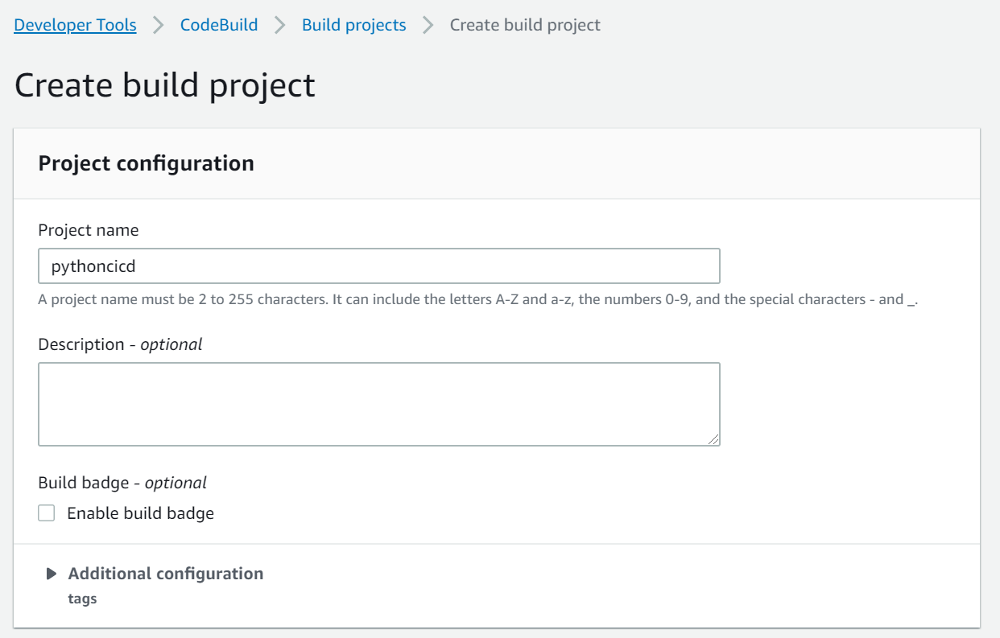 Developer Tools > CodeBuild > Build projects > Create build project
Create build project
Project configuration
Project name
pythoncicd
A project name must be 2 to 255 characters. It can include the letters A-Z and a-z, the numbers 0-9, and the special characters - and _.
Description - optional
Build badge - optional
Enable build badge
Additional configuration
tags